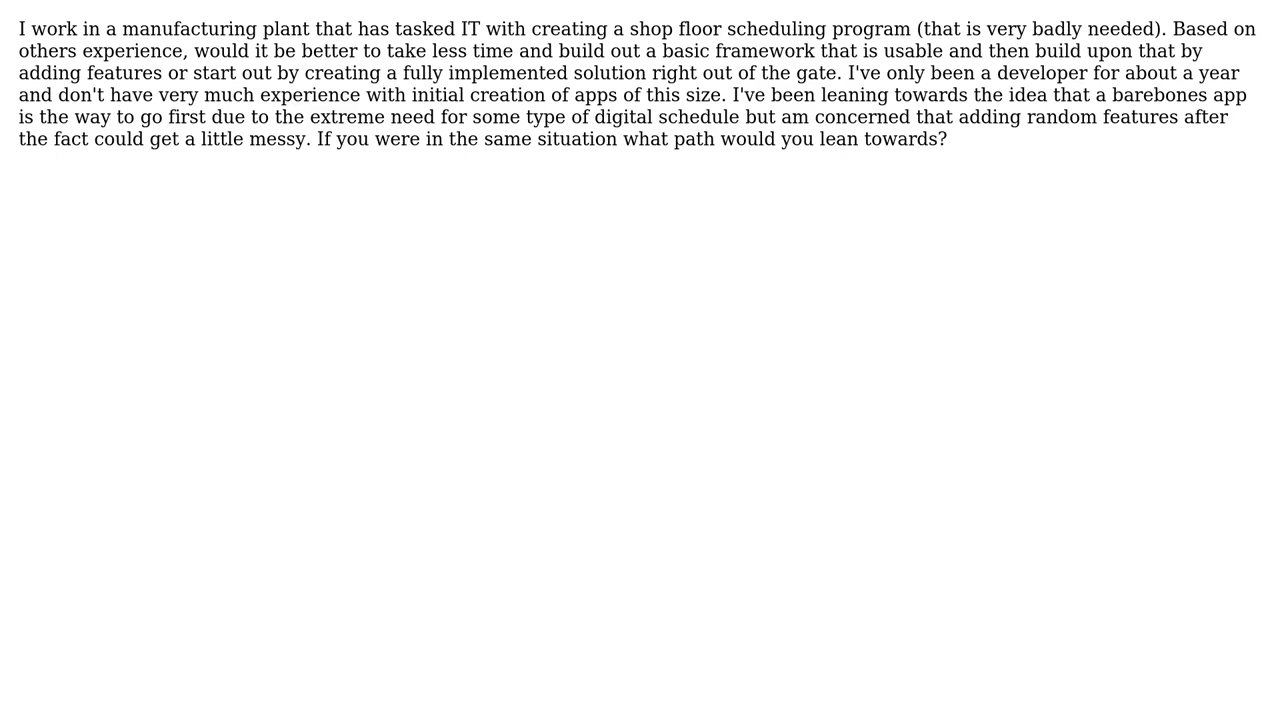 I work in a manufacturing plant that has tasked IT with creating a shop floor scheduling program (that is very badly needed). Based on
others experience, would it be better to take less time and build out a basic framework that is usable and then build upon that by
adding features or start out by creating a fully implemented solution right out of the gate. I've only been a developer for about a year
and don't have very much experience with initial creation of apps of this size. I've been leaning towards the idea that a barebones app
is the way to go first due to the extreme need for some type of digital schedule but am concerned that adding random features after
the fact could get a little messy. If you were in the same situation what path would you lean towards?